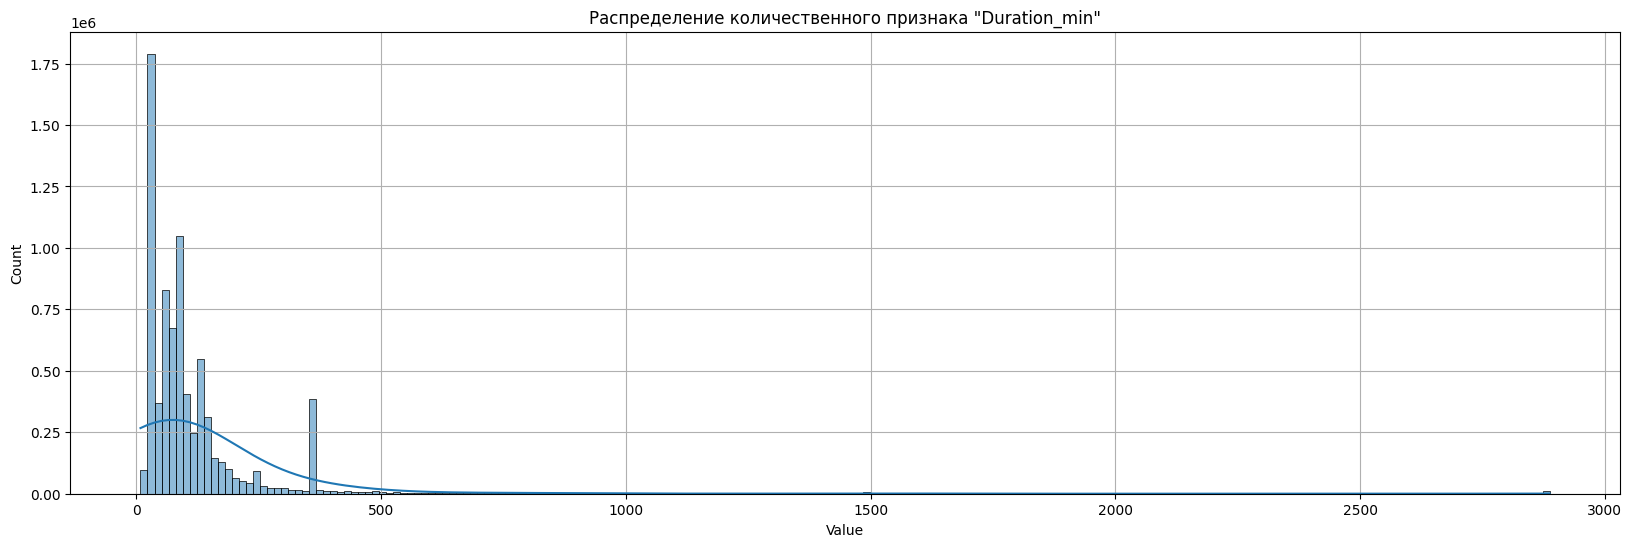 Распределение количественного признака "Duration_min"
1e6
1.75
1.50
1.25
1.00
0.75
0.50
0.25
0.00
Count
0 500 1000 1500 2000 2500 3000
Value